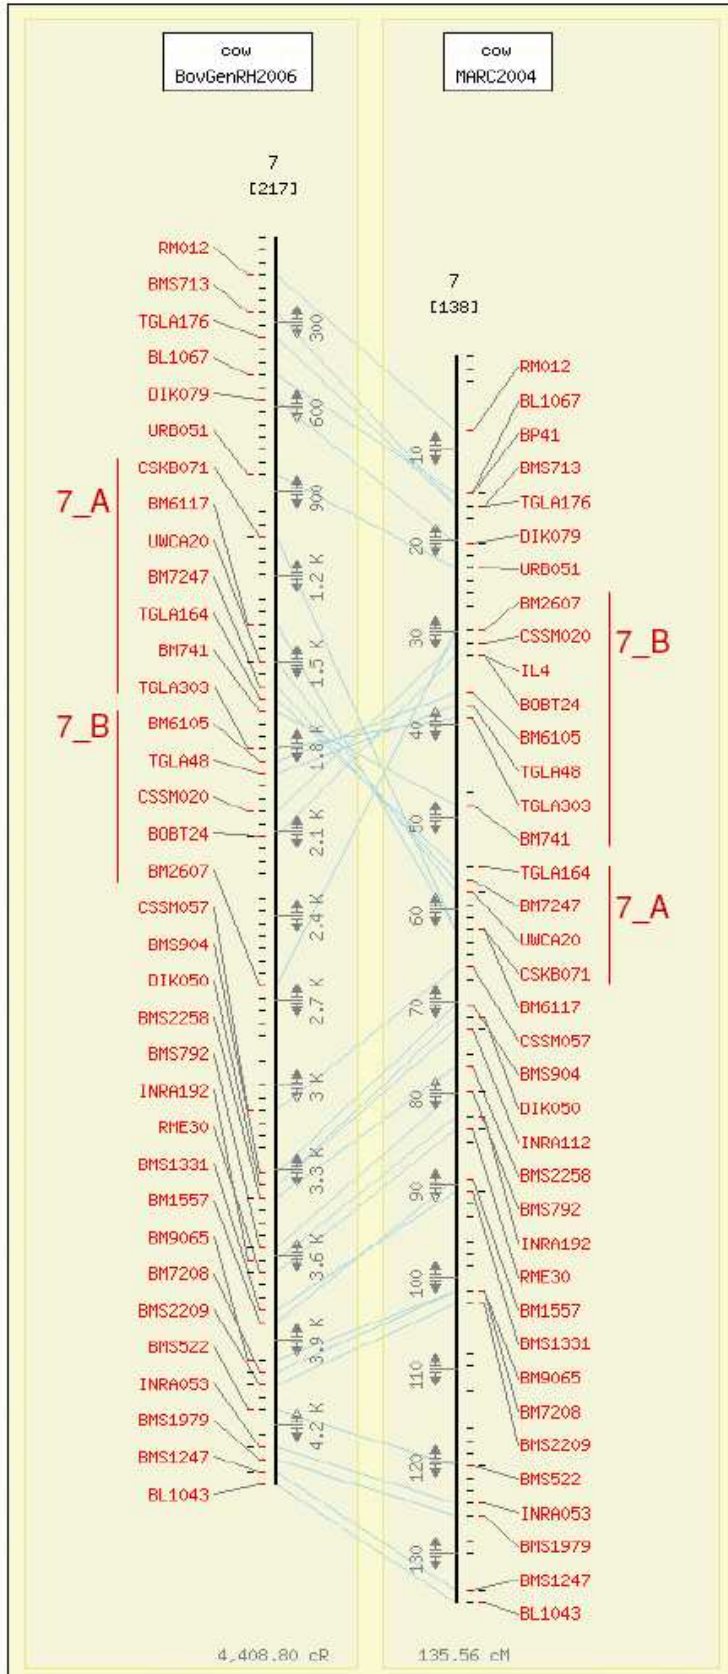 cow
BovGenRH2006
7
[217]
RM012
BMS713
TGLA176
BL1067
DIK079
URB051
CSKB071
BM6117
UWCA20
BM7247
TGLA164
BM741
TGLA303
BM6105
TGLA48
CSSM020
BOBT24
BM2607
CSSM057
BMS904
DIK050
BMS2258
BMS792
INRA192
RME30
BMS1331
BM1557
BM9065
BM7208
BMS2209
BMS522
INRA053
BMS1979
BMS1247
BL1043
7_A
7_B
300
600
900
1.2 K
1.5 K
1.8 K
2.1 K
2.4 K
2.7 K
3 K
3.3 K
3.6 K
3.9 K
4.2 K
4,408.80 cR
cow
MARC2004
7
[138]
10
20
30
40
50
60
70
80
90
100
110
120
130
RM012
BL1067
BP41
BMS713
TGLA176
DIK079
URB051
BM2607
CSSM020
IL4
BOBT24
BM6105
TGLA48
TGLA303
BM741
TGLA164
BM7247
UWCA20
CSKB071
BM6117
CSSM057
BMS904
DIK050
INRA112
BMS2258
BMS792
INRA192
RME30
BM1557
BMS1331
BM9065
BM7208
BMS2209
BMS522
INRA053
BMS1979
BMS1247
BL1043
7_B
7_A
135.56 cM